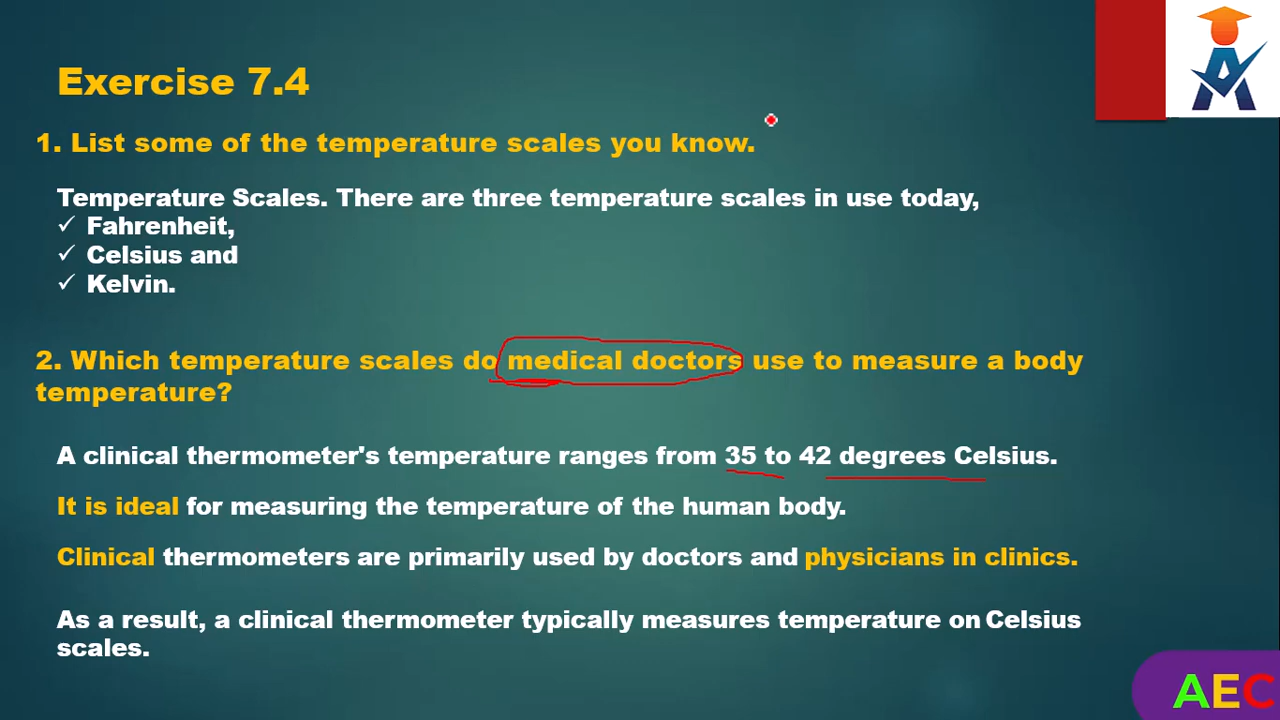 Exercise 7.4
1. List some of the temperature scales you know.
Temperature Scales. There are three temperature scales in use today,
✓ Fahrenheit,
✓ Celsius and
✓ Kelvin.
2. Which temperature scales do medical doctors use to measure a body
temperature?
A clinical thermometer's temperature ranges from 35 to 42 degrees Celsius.
It is ideal for measuring the temperature of the human body.
Clinical thermometers are primarily used by doctors and physicians in clinics.
As a result, a clinical thermometer typically measures temperature on Celsius
scales.
AEC